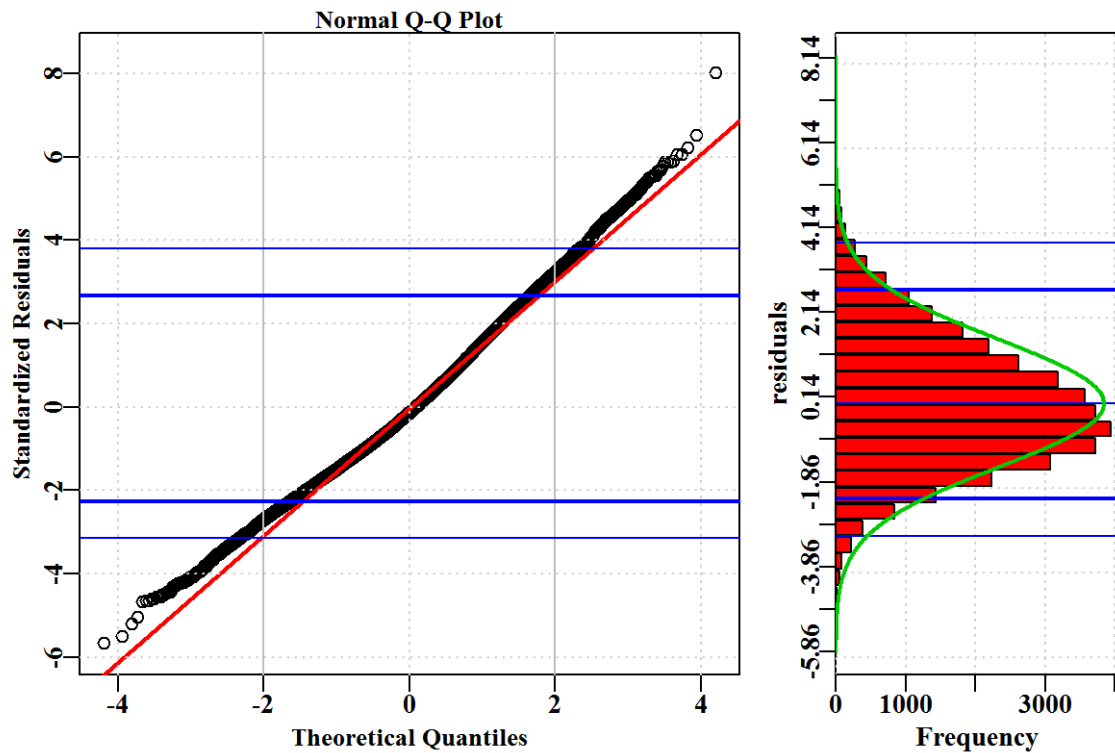 Normal Q-Q Plot
Standardized Residuals
8
6
4
2
0
-2
-4
-6
-4 -2 0 2 4
Theoretical Quantiles
residuals
8.14
6.14
4.14
2.14
0.14
-1.86
-3.86
-5.86
0 1000 3000
Frequency